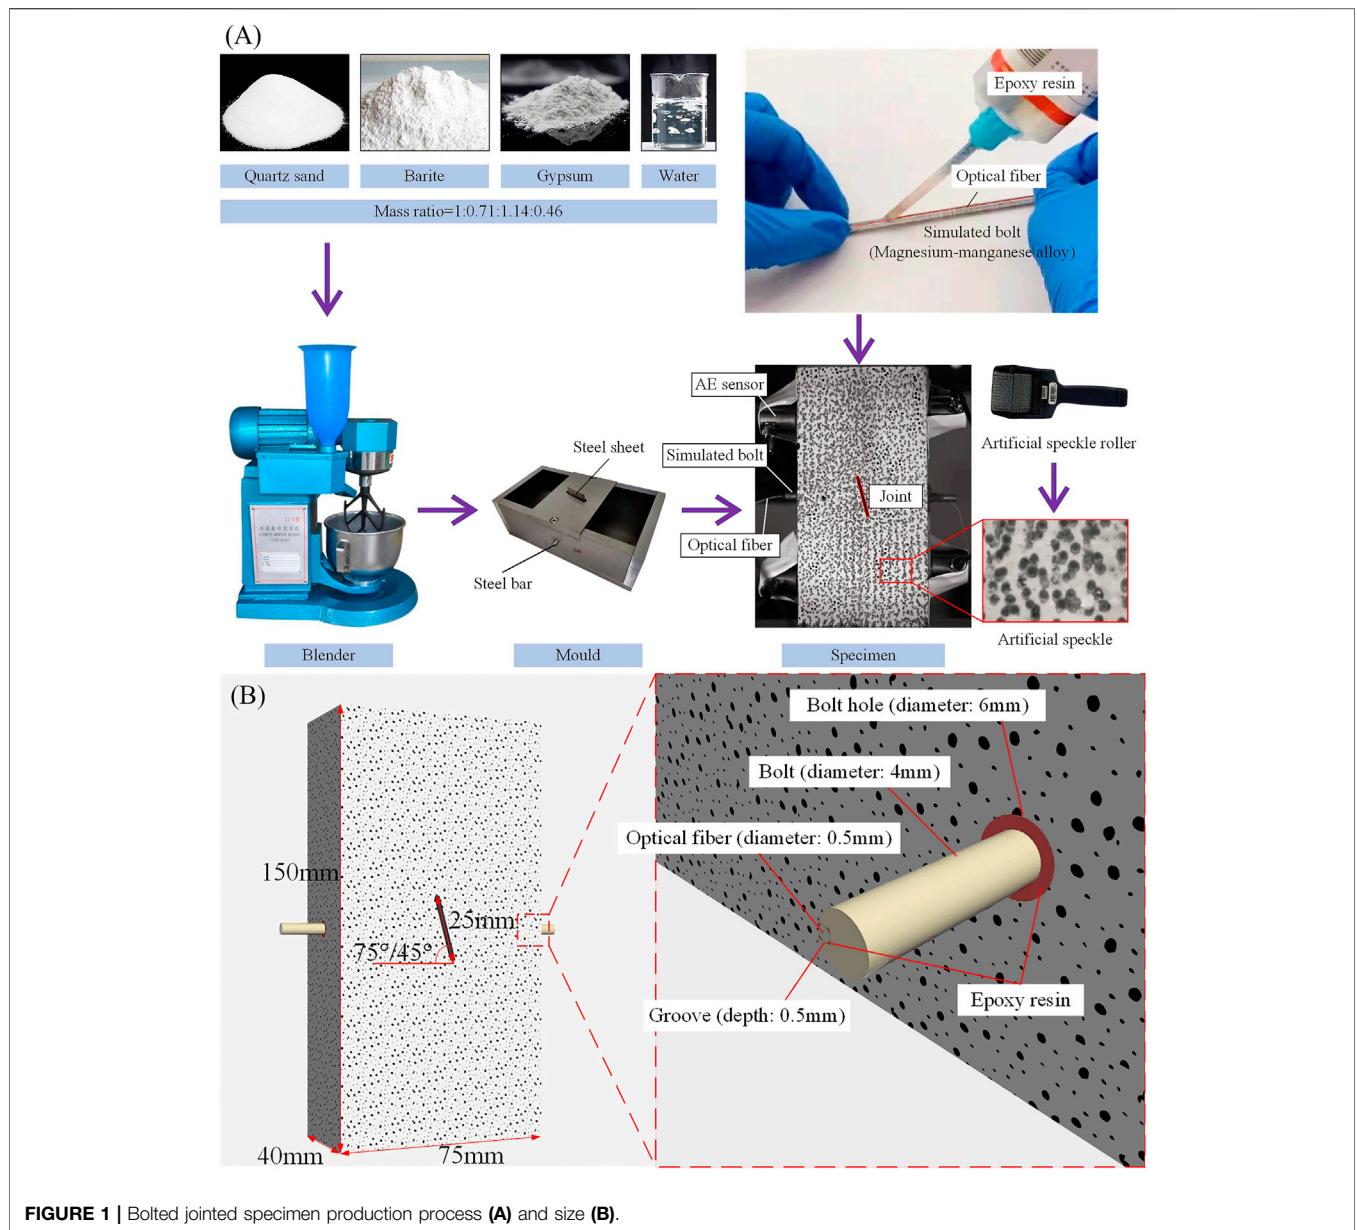 (A)
Epoxy resin
Optical fiber
Simulated bolt
(Magnesium-manganese alloy)
Quartz sand
Barite
Gypsum
Water
Mass ratio=1:0.71:1.14:0.46
AE sensor
Simulated bolt
Optical fiber
Joint
Artificial speckle roller
Artificial speckle
Steel sheet
Steel bar
Blender
Mould
Specimen
(B)
150mm
25mm
75°/45°
40mm
75mm
Bolt hole (diameter: 6mm)
Bolt (diameter: 4mm)
Optical fiber (diameter: 0.5mm)
Groove (depth: 0.5mm)
Epoxy resin
FIGURE 1 | Bolted jointed specimen production process (A) and size (B).